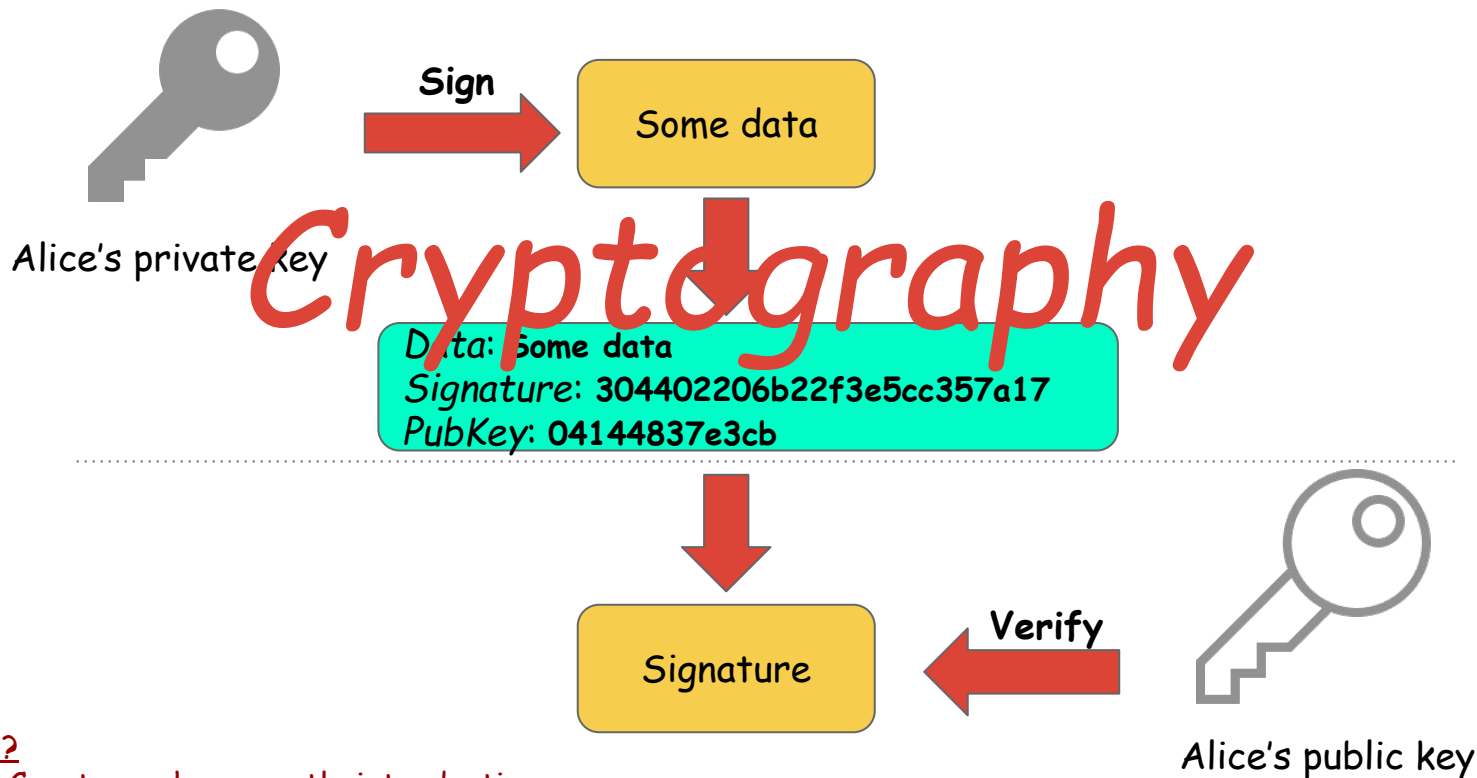 Sign
Some data
Alice's private key
Cryptography
Data: Some data
Signature: 304402206b22f3e5cc357a17
PubKey: 04144837e3cb
Verify
Signature
Alice's public key
?